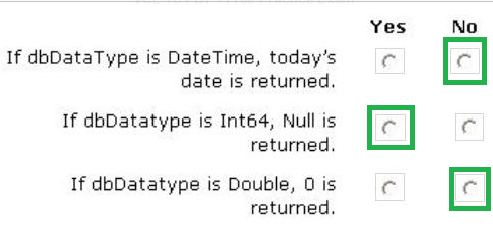 Yes No
If dbDataType is DateTime, today's
date is returned.
If dbDatatype is Int64, Null is
returned.
If dbDatatype is Double, 0 is
returned.